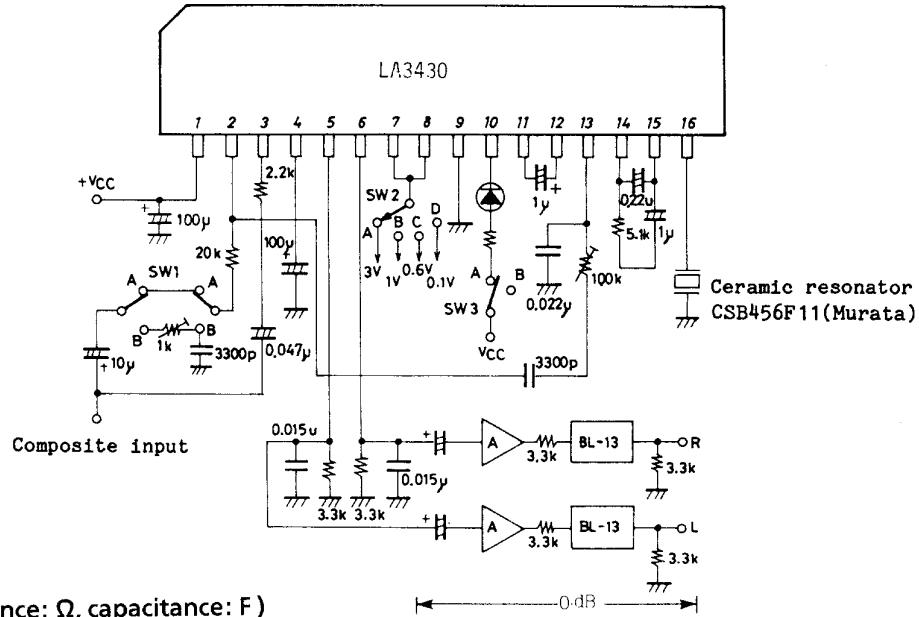 LA3430
1 2 3 4 5 6 7 8 9 10 11 12 13 14 15 16
+VCC
100μ
2.2k
20k
100μ
SW2
A B C D
3V 1V 0.6V 0.1V
1μ
+
0.022μ
100k
0.22u
5.1k
1μ
A SW1 A
B B
1k
3300p
0.047μ
+10μ
A B
SW3
VCC
3300p
Ceramic resonator
CSB456F11(Murata)
Composite input
0.015u
0.015μ
3.3k 3.3k
+ A 3.3k BL-13 R
3.3k
+ A 3.3k BL-13 L
3.3k
nce: Ω, capacitance: F)
0 dB